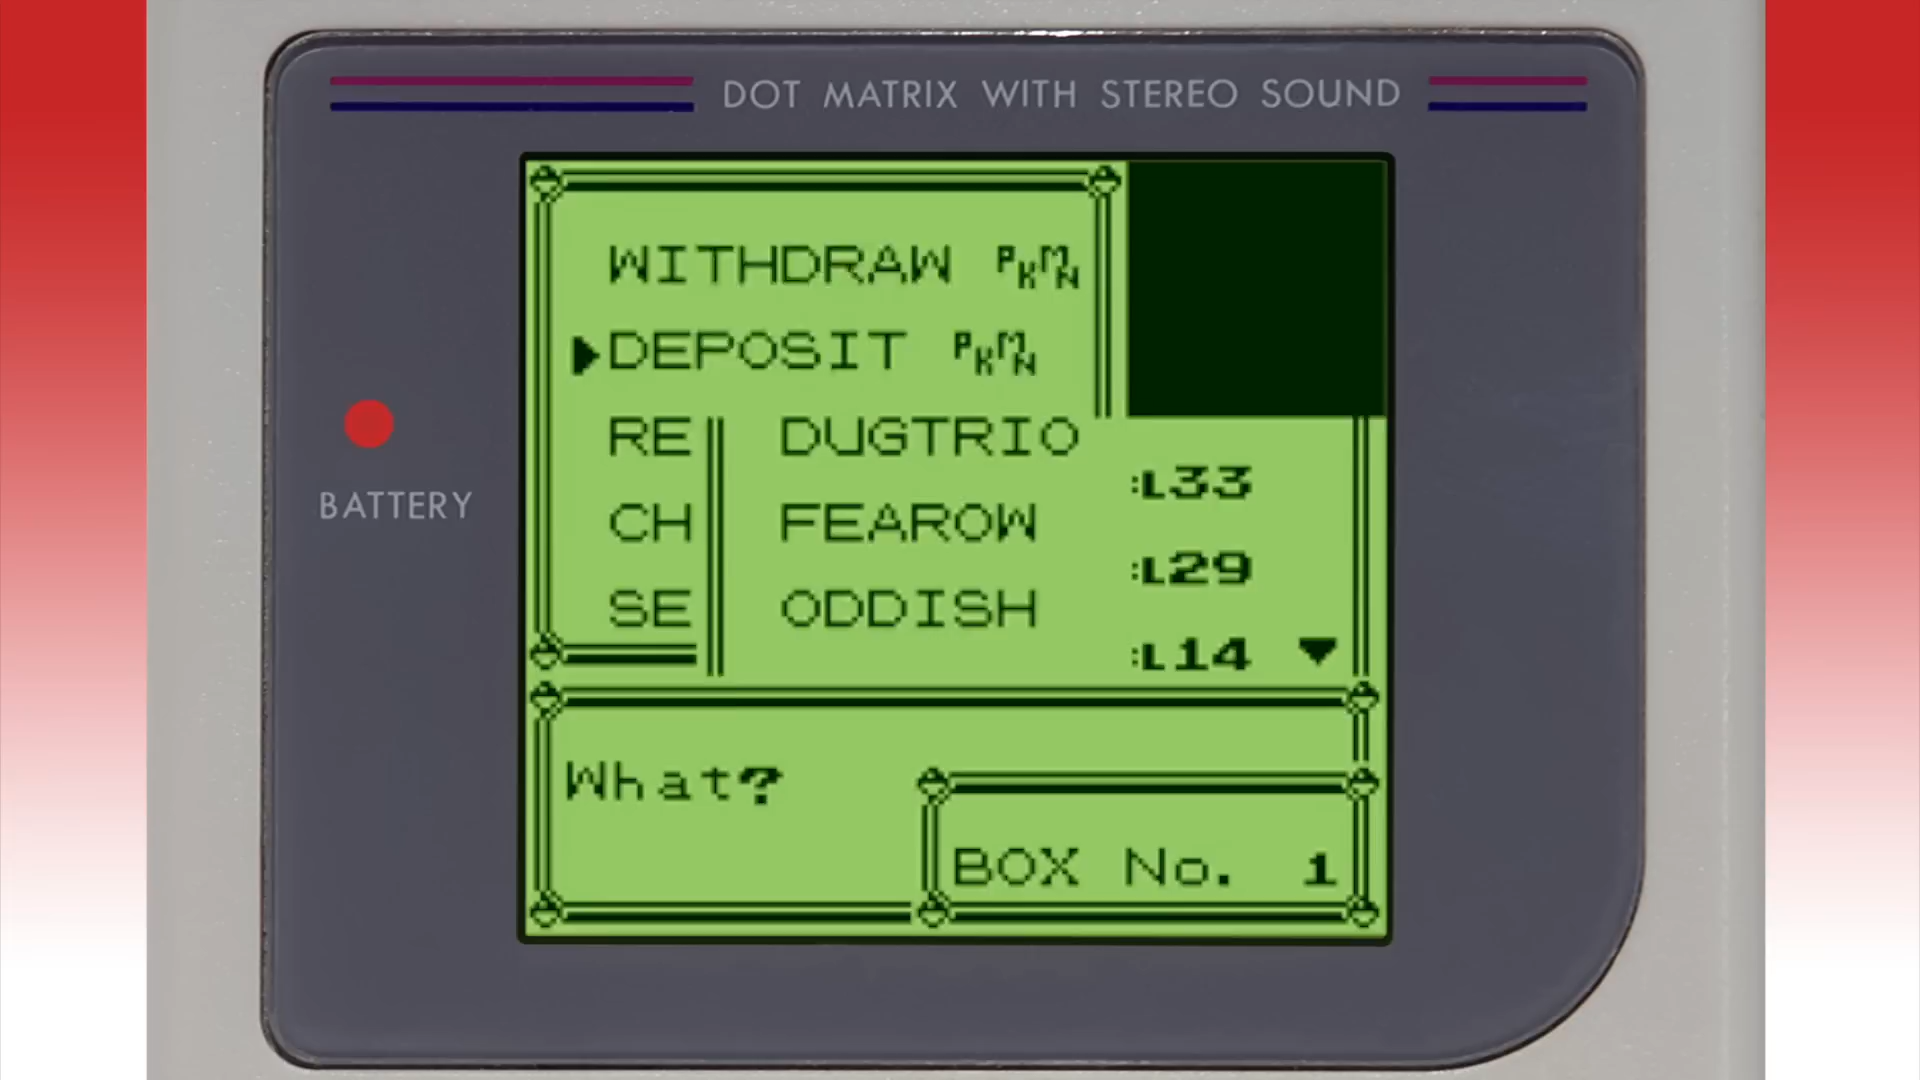 DOT MATRIX WITH STEREO SOUND
BATTERY
WITHDRAW PKMN
▶DEPOSIT PKMN
RE DUGTRIO
:L33
CH FEAROW
:L29
SE ODDISH
:L14 ▼
What?
BOX No. 1